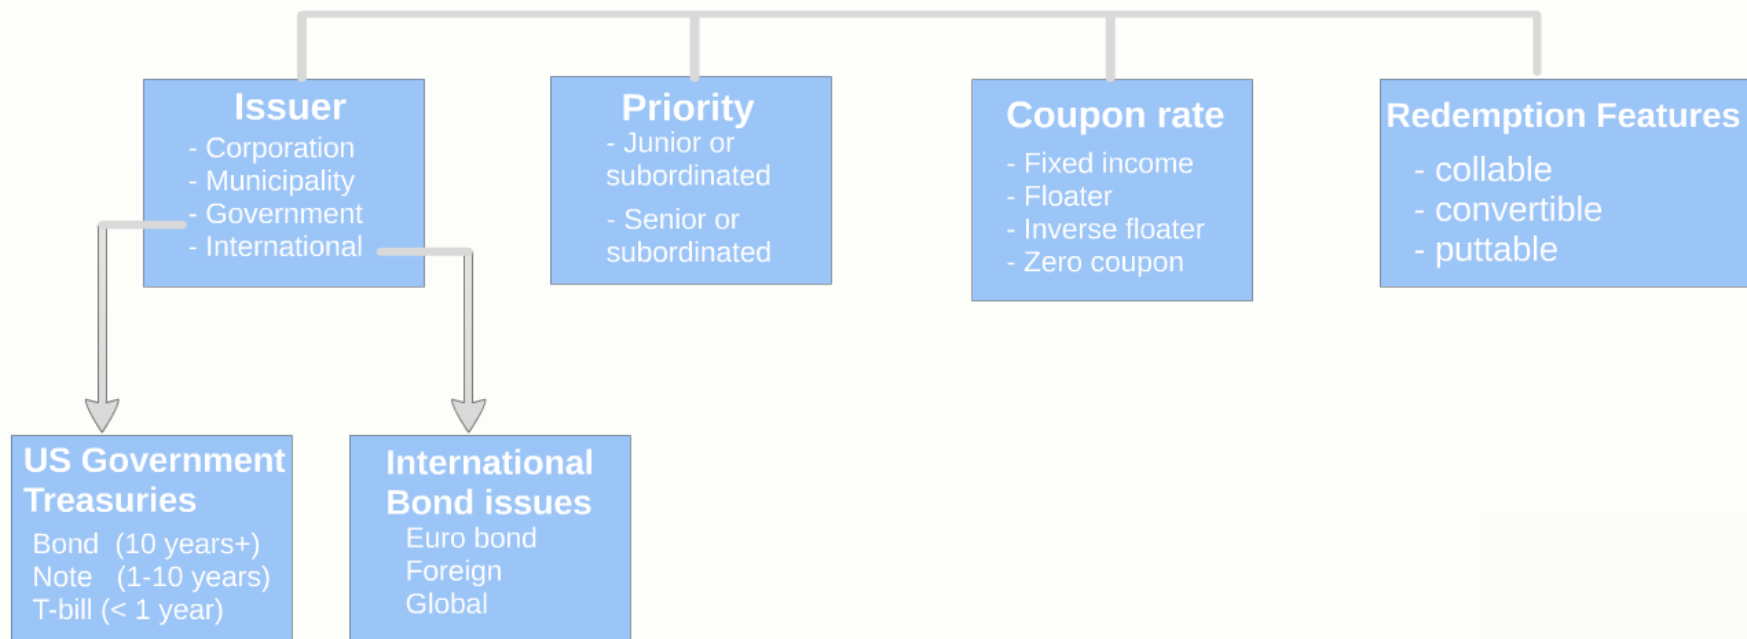 Issuer
- Corporation
- Municipality
- Government
- International
Priority
- Junior or
subordinated
- Senior or
subordinated
Coupon rate
- Fixed income
- Floater
- Inverse floater
- Zero coupon
Redemption Features
- collable
- convertible
- puttable
US Government
Treasuries
Bond (10 years+)
Note (1-10 years)
T-bill (< 1 year)
International
Bond issues
Euro bond
Foreign
Global